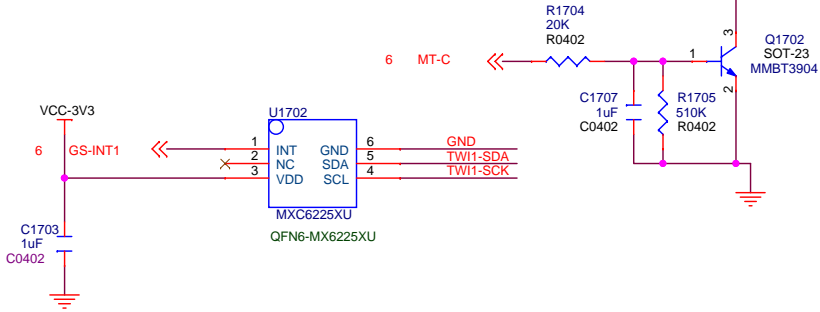 R1704
20K
R0402
6 MT-C
3
1
2
Q1702
SOT-23
MMBT3904
C1707
1uF
C0402
R1705
510K
R0402
VCC-3V3
6 GS-INT1
U1702
1 INT
2 NC
3 VDD
GND 6 GND
SDA 5 TWI1-SDA
SCL 4 TWI1-SCK
MXC6225XU
QFN6-MX6225XU
C1703
1uF
C0402